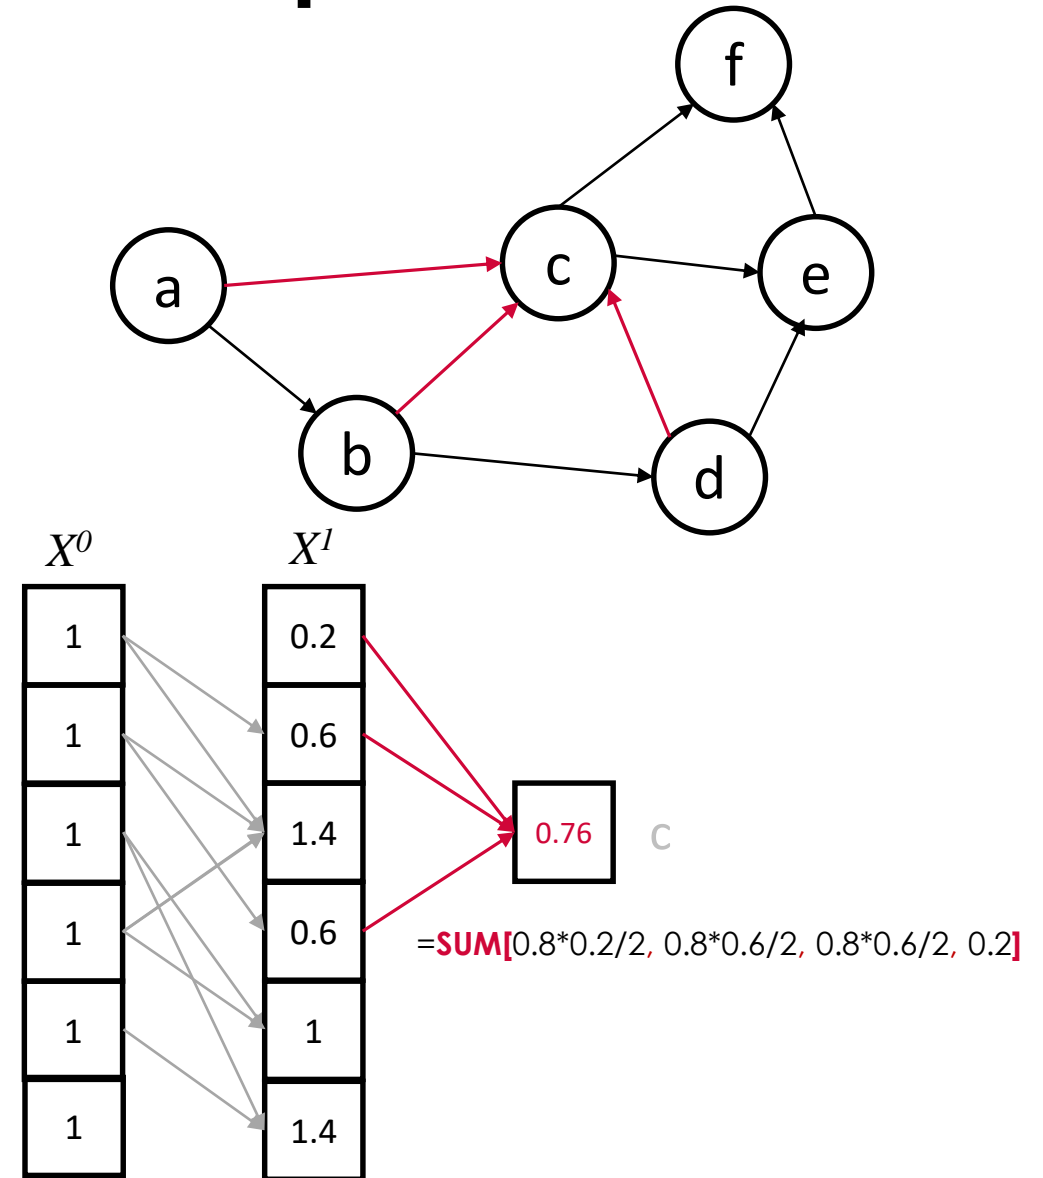 f
c
e
a
b
d
X⁰ X¹
1 0.2
1 0.6
1 1.4 0.76 c
1 0.6
=SUM[0.8*0.2/2, 0.8*0.6/2, 0.8*0.6/2, 0.2]
1 1
1 1.4